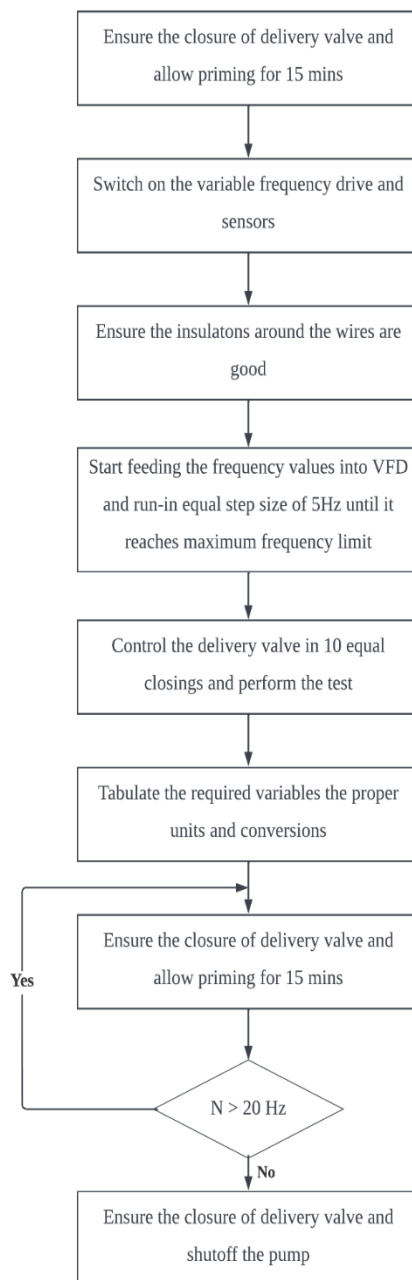 Ensure the closure of delivery valve and
allow priming for 15 mins
Switch on the variable frequency drive and
sensors
Ensure the insulatons around the wires are
good
Start feeding the frequency values into VFD
and run-in equal step size of 5Hz until it
reaches maximum frequency limit
Control the delivery valve in 10 equal
closings and perform the test
Tabulate the required variables the proper
units and conversions
Ensure the closure of delivery valve and
allow priming for 15 mins
Yes
N > 20 Hz
No
Ensure the closure of delivery valve and
shutoff the pump